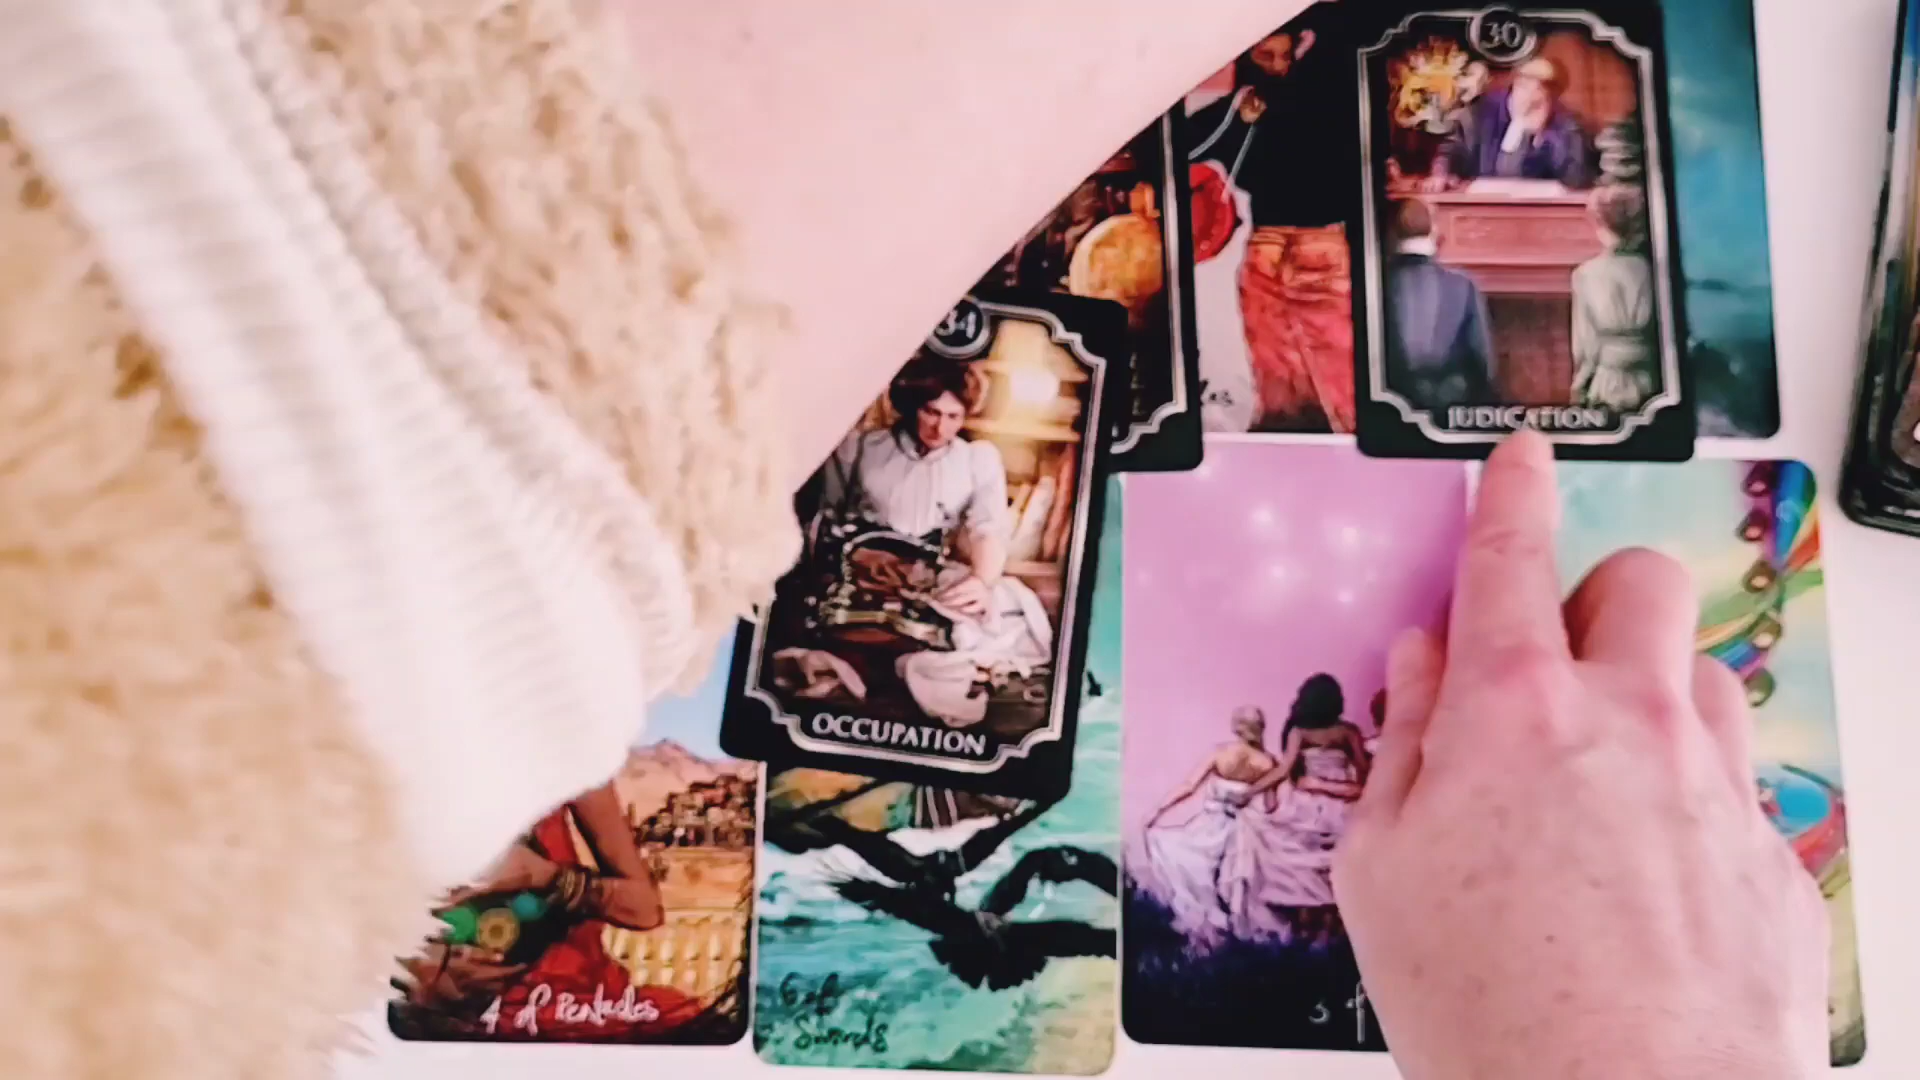 30
JUDICATION
34
OCCUPATION
4 of Pentacles
6 of
Swords